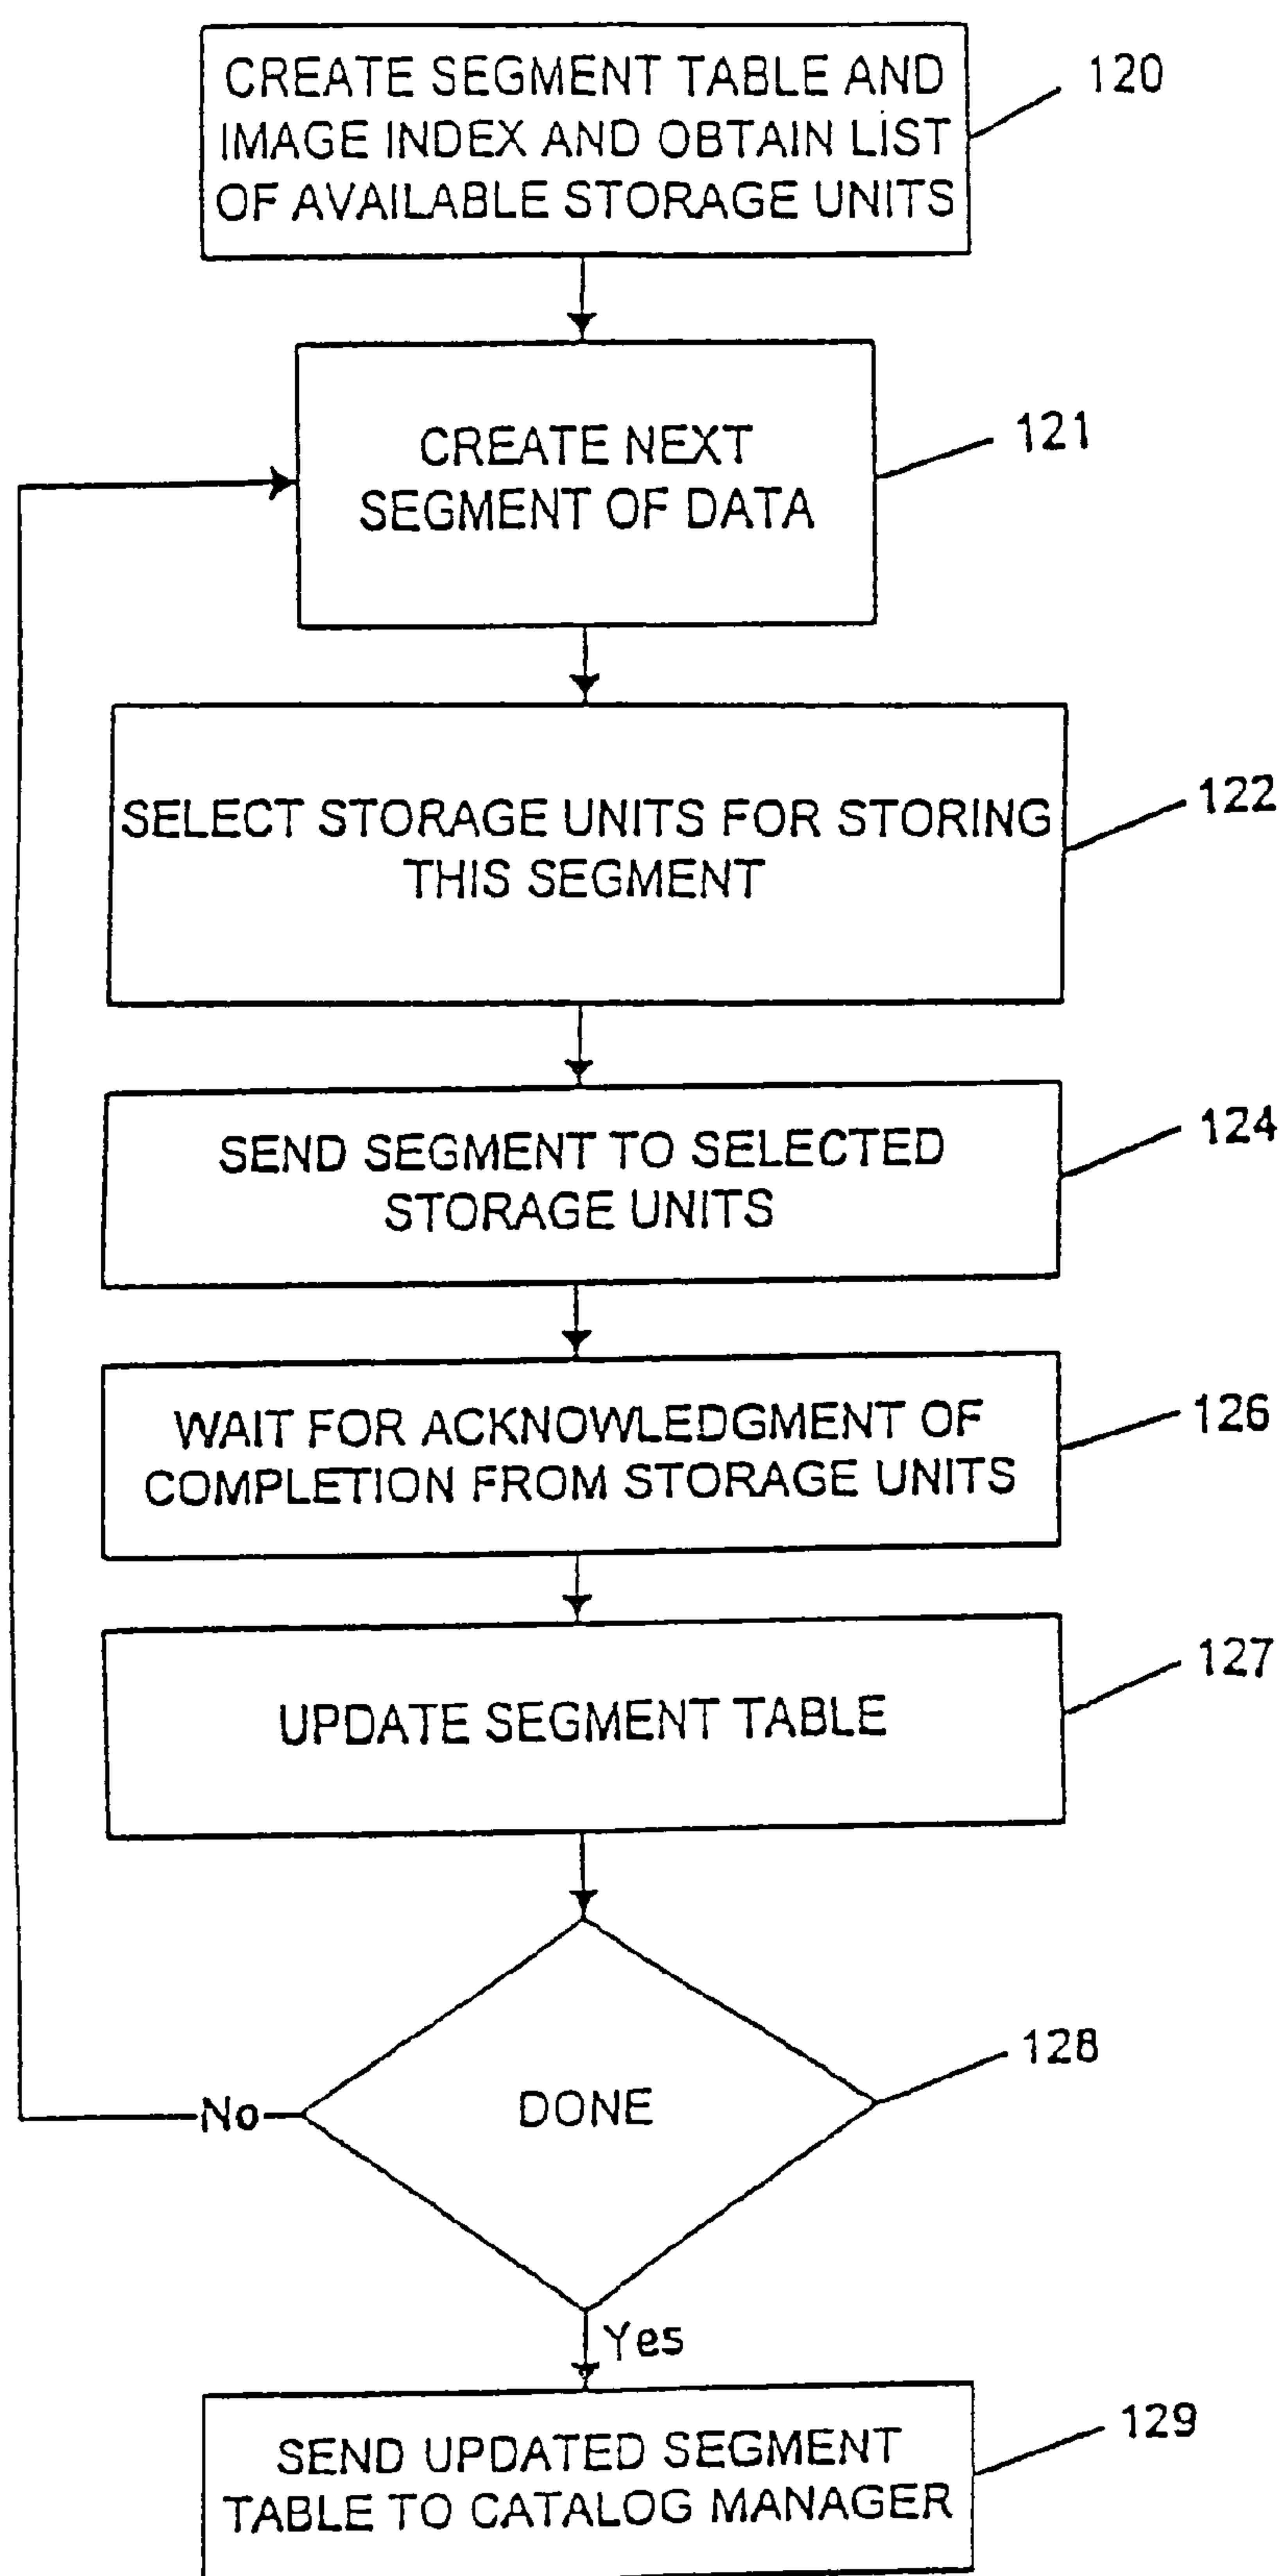 CREATE SEGMENT TABLE AND
IMAGE INDEX AND OBTAIN LIST
OF AVAILABLE STORAGE UNITS
120
CREATE NEXT
SEGMENT OF DATA
121
SELECT STORAGE UNITS FOR STORING
THIS SEGMENT
122
SEND SEGMENT TO SELECTED
STORAGE UNITS
124
WAIT FOR ACKNOWLEDGMENT OF
COMPLETION FROM STORAGE UNITS
126
UPDATE SEGMENT TABLE
127
DONE
128
No
Yes
SEND UPDATED SEGMENT
TABLE TO CATALOG MANAGER
129